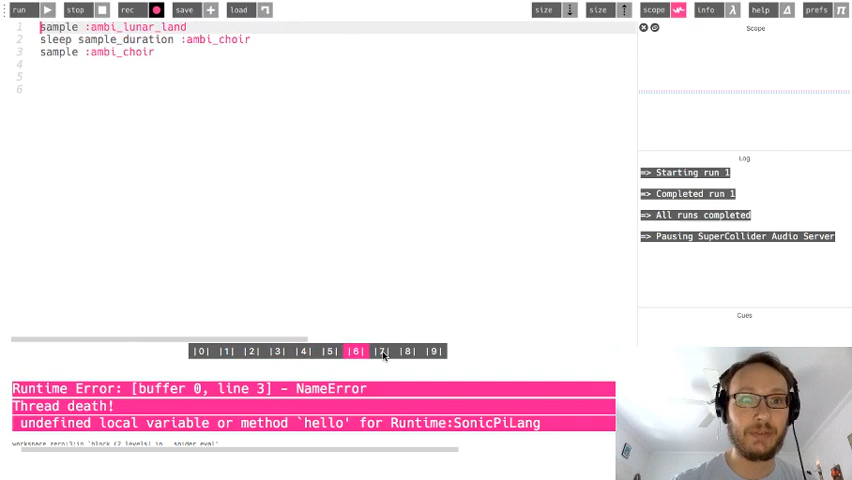 run stop rec save load size size scope info help prefs
1 sample :ambi_lunar_land
2 sleep sample_duration :ambi_choir
3 sample :ambi_choir
4
5
6
Scope
Log
=> Starting run 1
=> Completed run 1
=> All runs completed
=> Pausing SuperCollider Audio Server
Cues
|0| |1| |2| |3| |4| |5| |6| |7| |8| |9|
Runtime Error: [buffer 0, line 3] – NameError
Thread death!
undefined local variable or method `hello' for Runtime:SonicPiLang